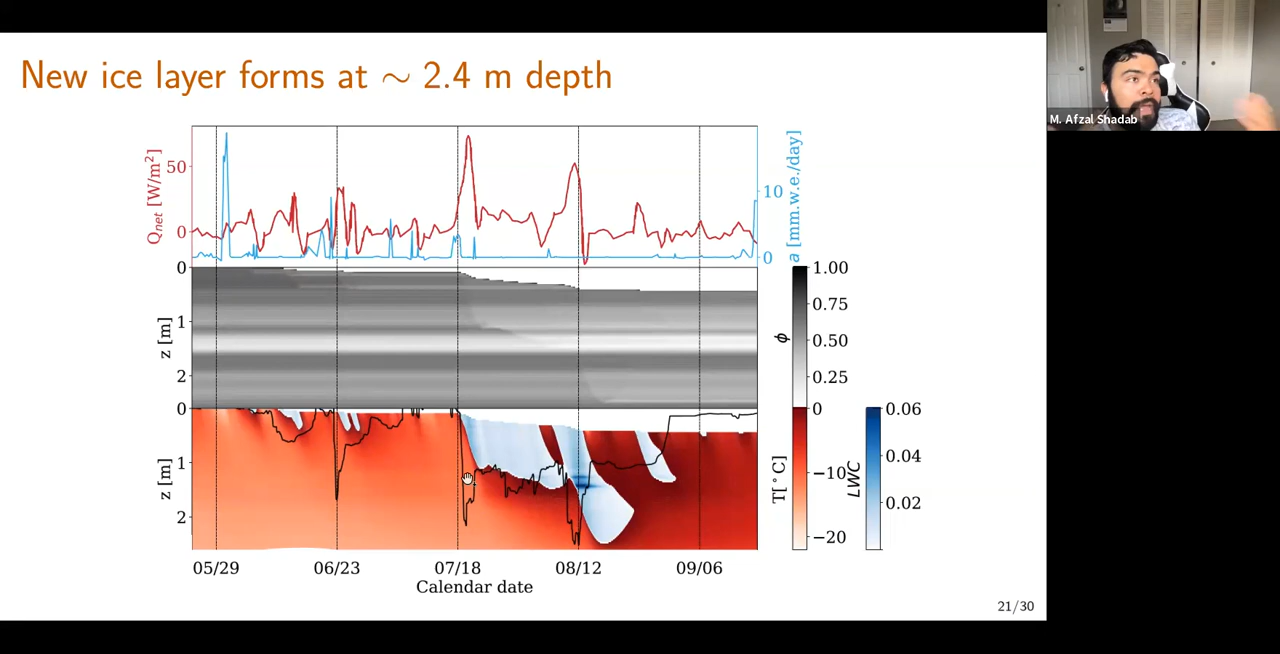 New ice layer forms at ∼ 2.4 m depth
M. Afzal Shadab
Qnet [W/m²]
50
0
a [mm.w.e./day]
10
0
z [m]
0
1
2
ϕ
1.00
0.75
0.50
0.25
z [m]
0
1
2
T[°C]
0
−10
−20
LWC
0.06
0.04
0.02
05/29 06/23 07/18 08/12 09/06
Calendar date
21/30